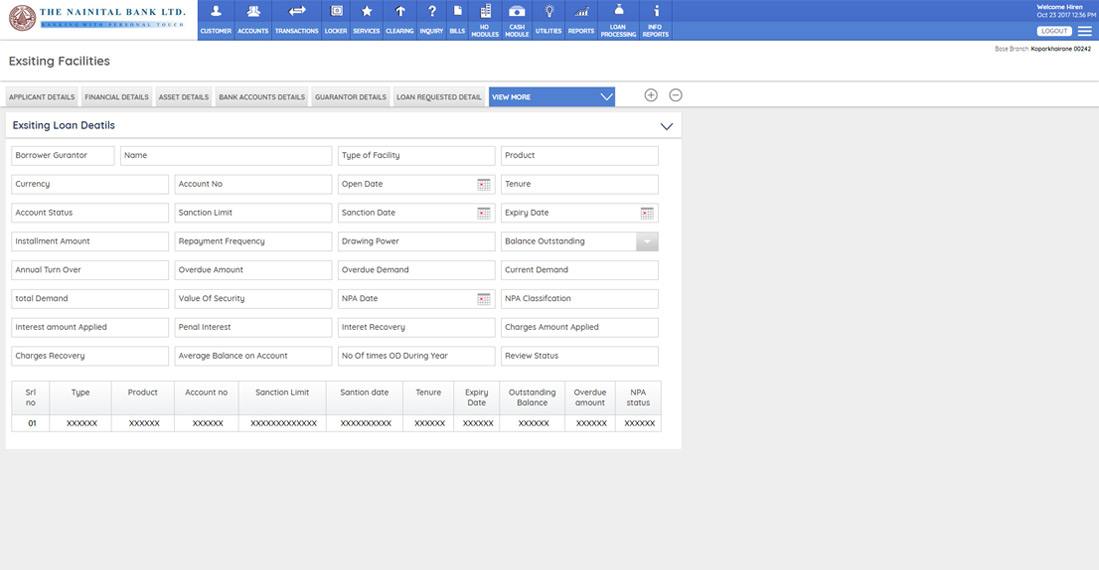 THE NAINITAL BANK LTD.
BANKING WITH PERSONAL TOUCH
CUSTOMER ACCOUNTS TRANSACTIONS LOCKER SERVICES CLEARING INQUIRY BILLS HO MODULES CASH MODULE UTILITIES REPORTS LOAN PROCESSING INFO REPORTS
Welcome Hiren
Oct 23 2017 12:36 PM
LOGOUT
Base Branch Koparkhairane 00242
Exsiting Facilities
APPLICANT DETAILS FINANCIAL DETAILS ASSET DETAILS BANK ACCOUNTS DETAILS GUARANTOR DETAILS LOAN REQUESTED DETAIL VIEW MORE
Exsiting Loan Deatils
Borrower Gurantor Name Type of Facility Product
Currency Account No Open Date Tenure
Account Status Sanction Limit Sanction Date Expiry Date
Installment Amount Repayment Frequency Drawing Power Balance Outstanding
Annual Turn Over Overdue Amount Overdue Demand Current Demand
total Demand Value Of Security NPA Date NPA Classifcation
Interest amount Applied Penal Interest Interet Recovery Charges Amount Applied
Charges Recovery Average Balance on Account No Of times OD During Year Review Status
Srl no Type Product Account no Sanction Limit Santion date Tenure Expiry Date Outstanding Balance Overdue amount NPA status
01 XXXXXX XXXXXX XXXXXX XXXXXXXXXXXXX XXXXXXXXXX XXXXXX XXXXXX XXXXXX XXXXXX XXXXXX